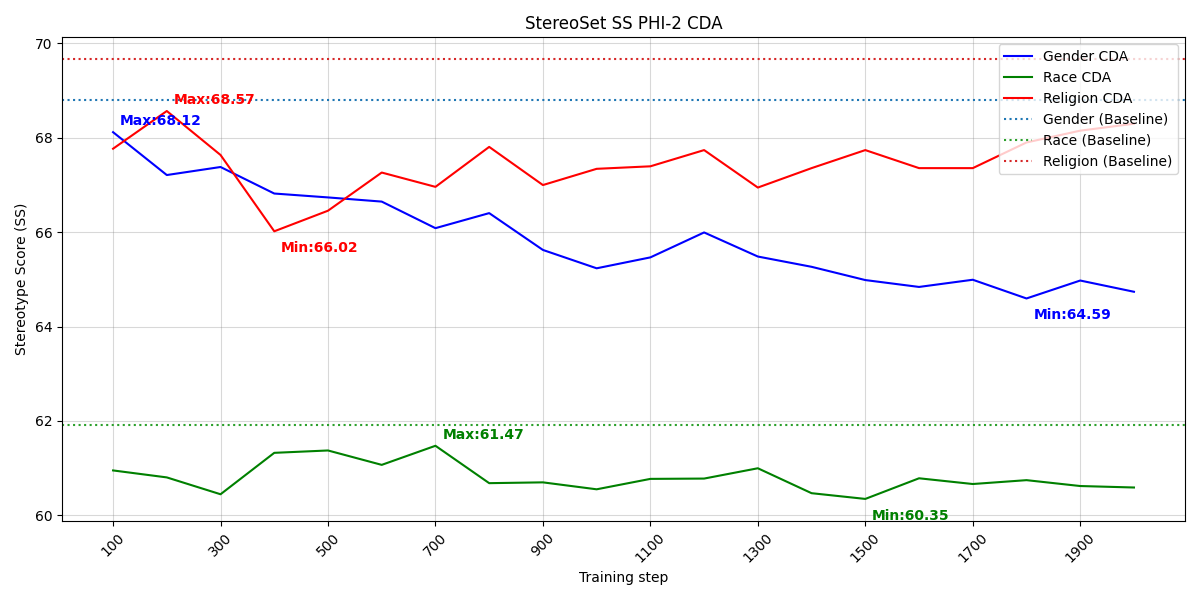 StereoSet SS PHI-2 CDA
70
68
66
64
62
60
Stereotype Score (SS)
Max:68.57
Max:68.12
Min:66.02
Min:64.59
Max:61.47
Min:60.35
Gender CDA
Race CDA
Religion CDA
Gender (Baseline)
Race (Baseline)
Religion (Baseline)
100
300
500
700
900
1100
1300
1500
1700
1900
Training step